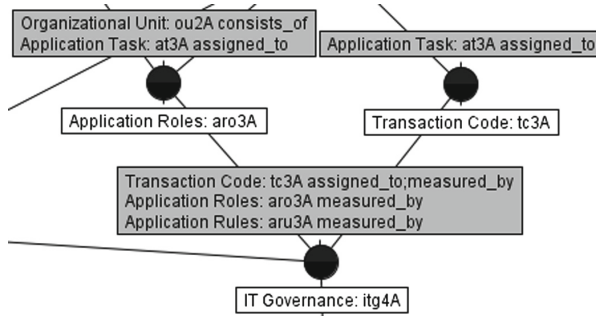 Organizational Unit: ou2A consists_of
Application Task: at3A assigned_to
Application Task: at3A assigned_to
Application Roles: aro3A
Transaction Code: tc3A
Transaction Code: tc3A assigned_to;measured_by
Application Roles: aro3A measured_by
Application Rules: aru3A measured_by
IT Governance: itg4A